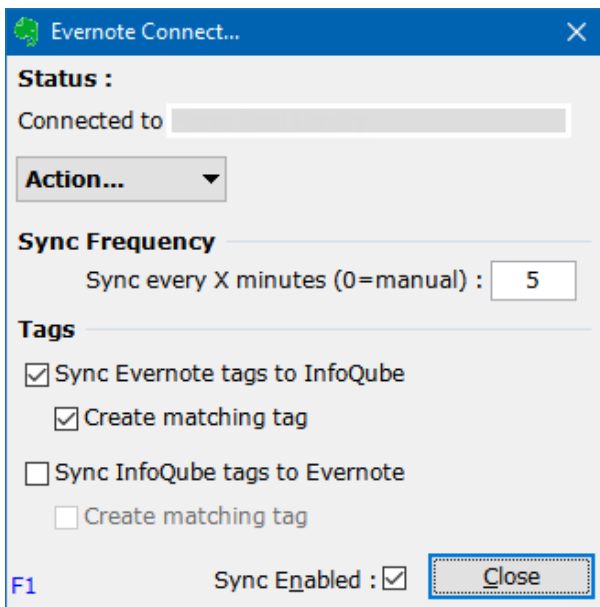 Evernote Connect...
Status :
Connected to
Action...
Sync Frequency
Sync every X minutes (0=manual) : 5
Tags
Sync Evernote tags to InfoQube
Create matching tag
Sync InfoQube tags to Evernote
Create matching tag
F1 Sync Enabled : Close